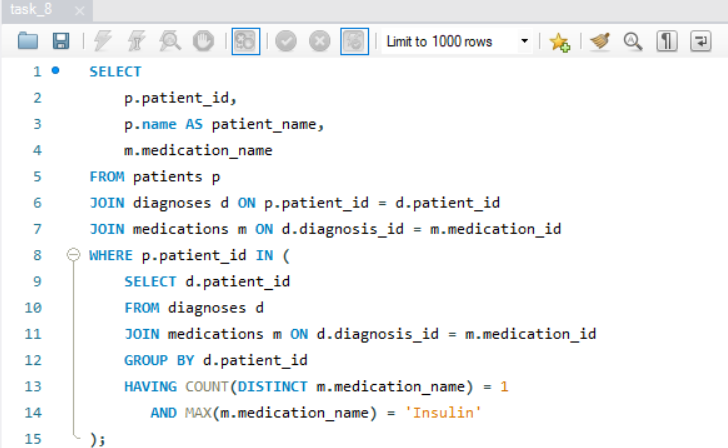 task_8
Limit to 1000 rows
1 SELECT
2 p.patient_id,
3 p.name AS patient_name,
4 m.medication_name
5 FROM patients p
6 JOIN diagnoses d ON p.patient_id = d.patient_id
7 JOIN medications m ON d.diagnosis_id = m.medication_id
8 WHERE p.patient_id IN (
9 SELECT d.patient_id
10 FROM diagnoses d
11 JOIN medications m ON d.diagnosis_id = m.medication_id
12 GROUP BY d.patient_id
13 HAVING COUNT(DISTINCT m.medication_name) = 1
14 AND MAX(m.medication_name) = 'Insulin'
15 );